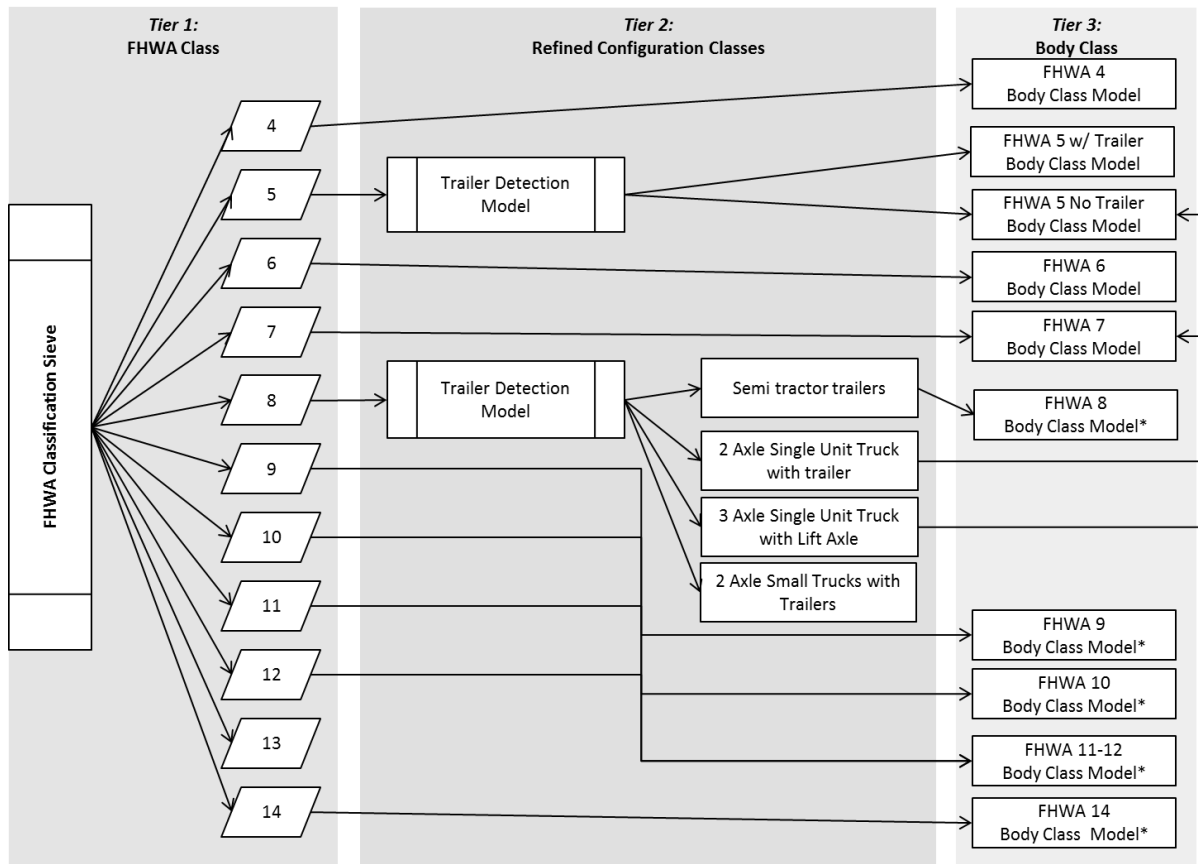 Tier 1:
FHWA Class
Tier 2:
Refined Configuration Classes
Tier 3:
Body Class
FHWA Classification Sieve
4
5
6
7
8
9
10
11
12
13
14
Trailer Detection
Model
Trailer Detection
Model
Semi tractor trailers
2 Axle Single Unit Truck
with trailer
3 Axle Single Unit Truck
with Lift Axle
2 Axle Small Trucks with
Trailers
FHWA 4
Body Class Model
FHWA 5 w/ Trailer
Body Class Model
FHWA 5 No Trailer
Body Class Model
FHWA 6
Body Class Model
FHWA 7
Body Class Model
FHWA 8
Body Class Model*
FHWA 9
Body Class Model*
FHWA 10
Body Class Model*
FHWA 11-12
Body Class Model*
FHWA 14
Body Class Model*